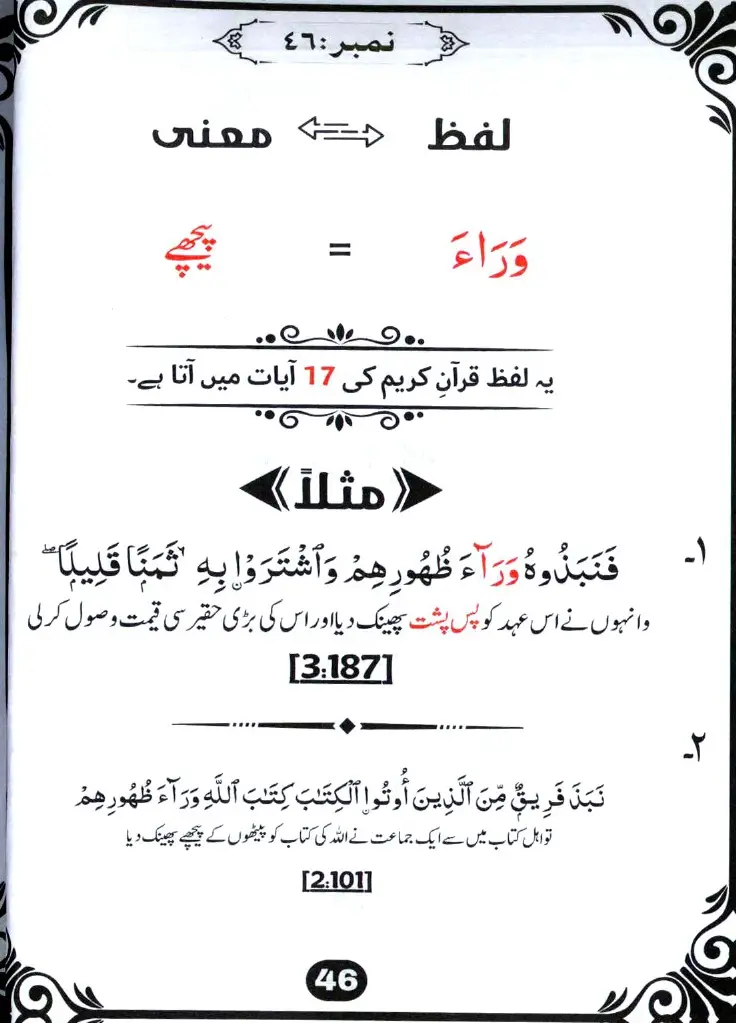 نمبر: ٤٦
لفظ ⇐⇒ معنی
وَرَاءَ = پیچھے
یہ لفظ قرآنِ کریم کی 17 آیات میں آتا ہے۔
مثلاً
١۔ فَنَبَذُوهُ وَرَآءَ ظُهُورِهِمْ وَٱشْتَرَوْا۟ بِهِۦ ثَمَنًا قَلِيلًا ۖ
و انہوں نے اس عہد کو پس پشت پھینک دیا اور اس کی بڑی حقیر سی قیمت وصول کر لی
[3:187]
٢۔
نَبَذَ فَرِيقٌ مِّنَ ٱلَّذِينَ أُوتُوا۟ ٱلْكِتَٰبَ كِتَٰبَ ٱللَّهِ وَرَآءَ ظُهُورِهِمْ
تو اہل کتاب میں سے ایک جماعت نے اللہ کی کتاب کو پیٹھوں کے پیچھے پھینک دیا
[2:101]
46